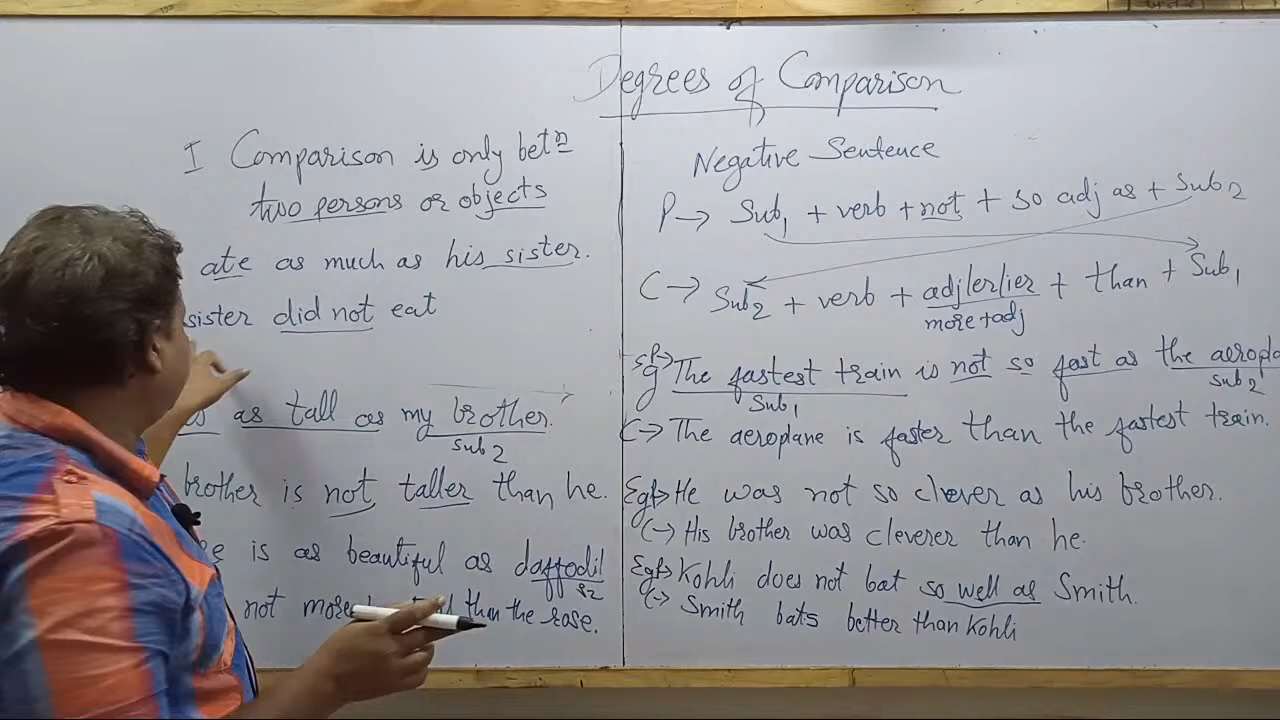 Degrees of Comparison
I Comparison is only betn
two persons or objects
ate as much as his sister.
sister did not eat
as tall as my brother.
sub2
brother is not taller than he.
is as beautiful as daffodil
s2
not more than the rose.
Negative Sentence
P → Sub1 + verb + not + so adj as + Sub2
C → Sub2 + verb + adj/er/ier + than + Sub1
more+adj
Eg P→ The fastest train is not so fast as the aeropla
Sub1 sub2
C→ The aeroplane is faster than the fastest train.
Eg P→ He was not so clever as his brother.
C→ His brother was cleverer than he.
Eg P→ Kohli does not bat so well as Smith.
C→ Smith bats better than Kohli